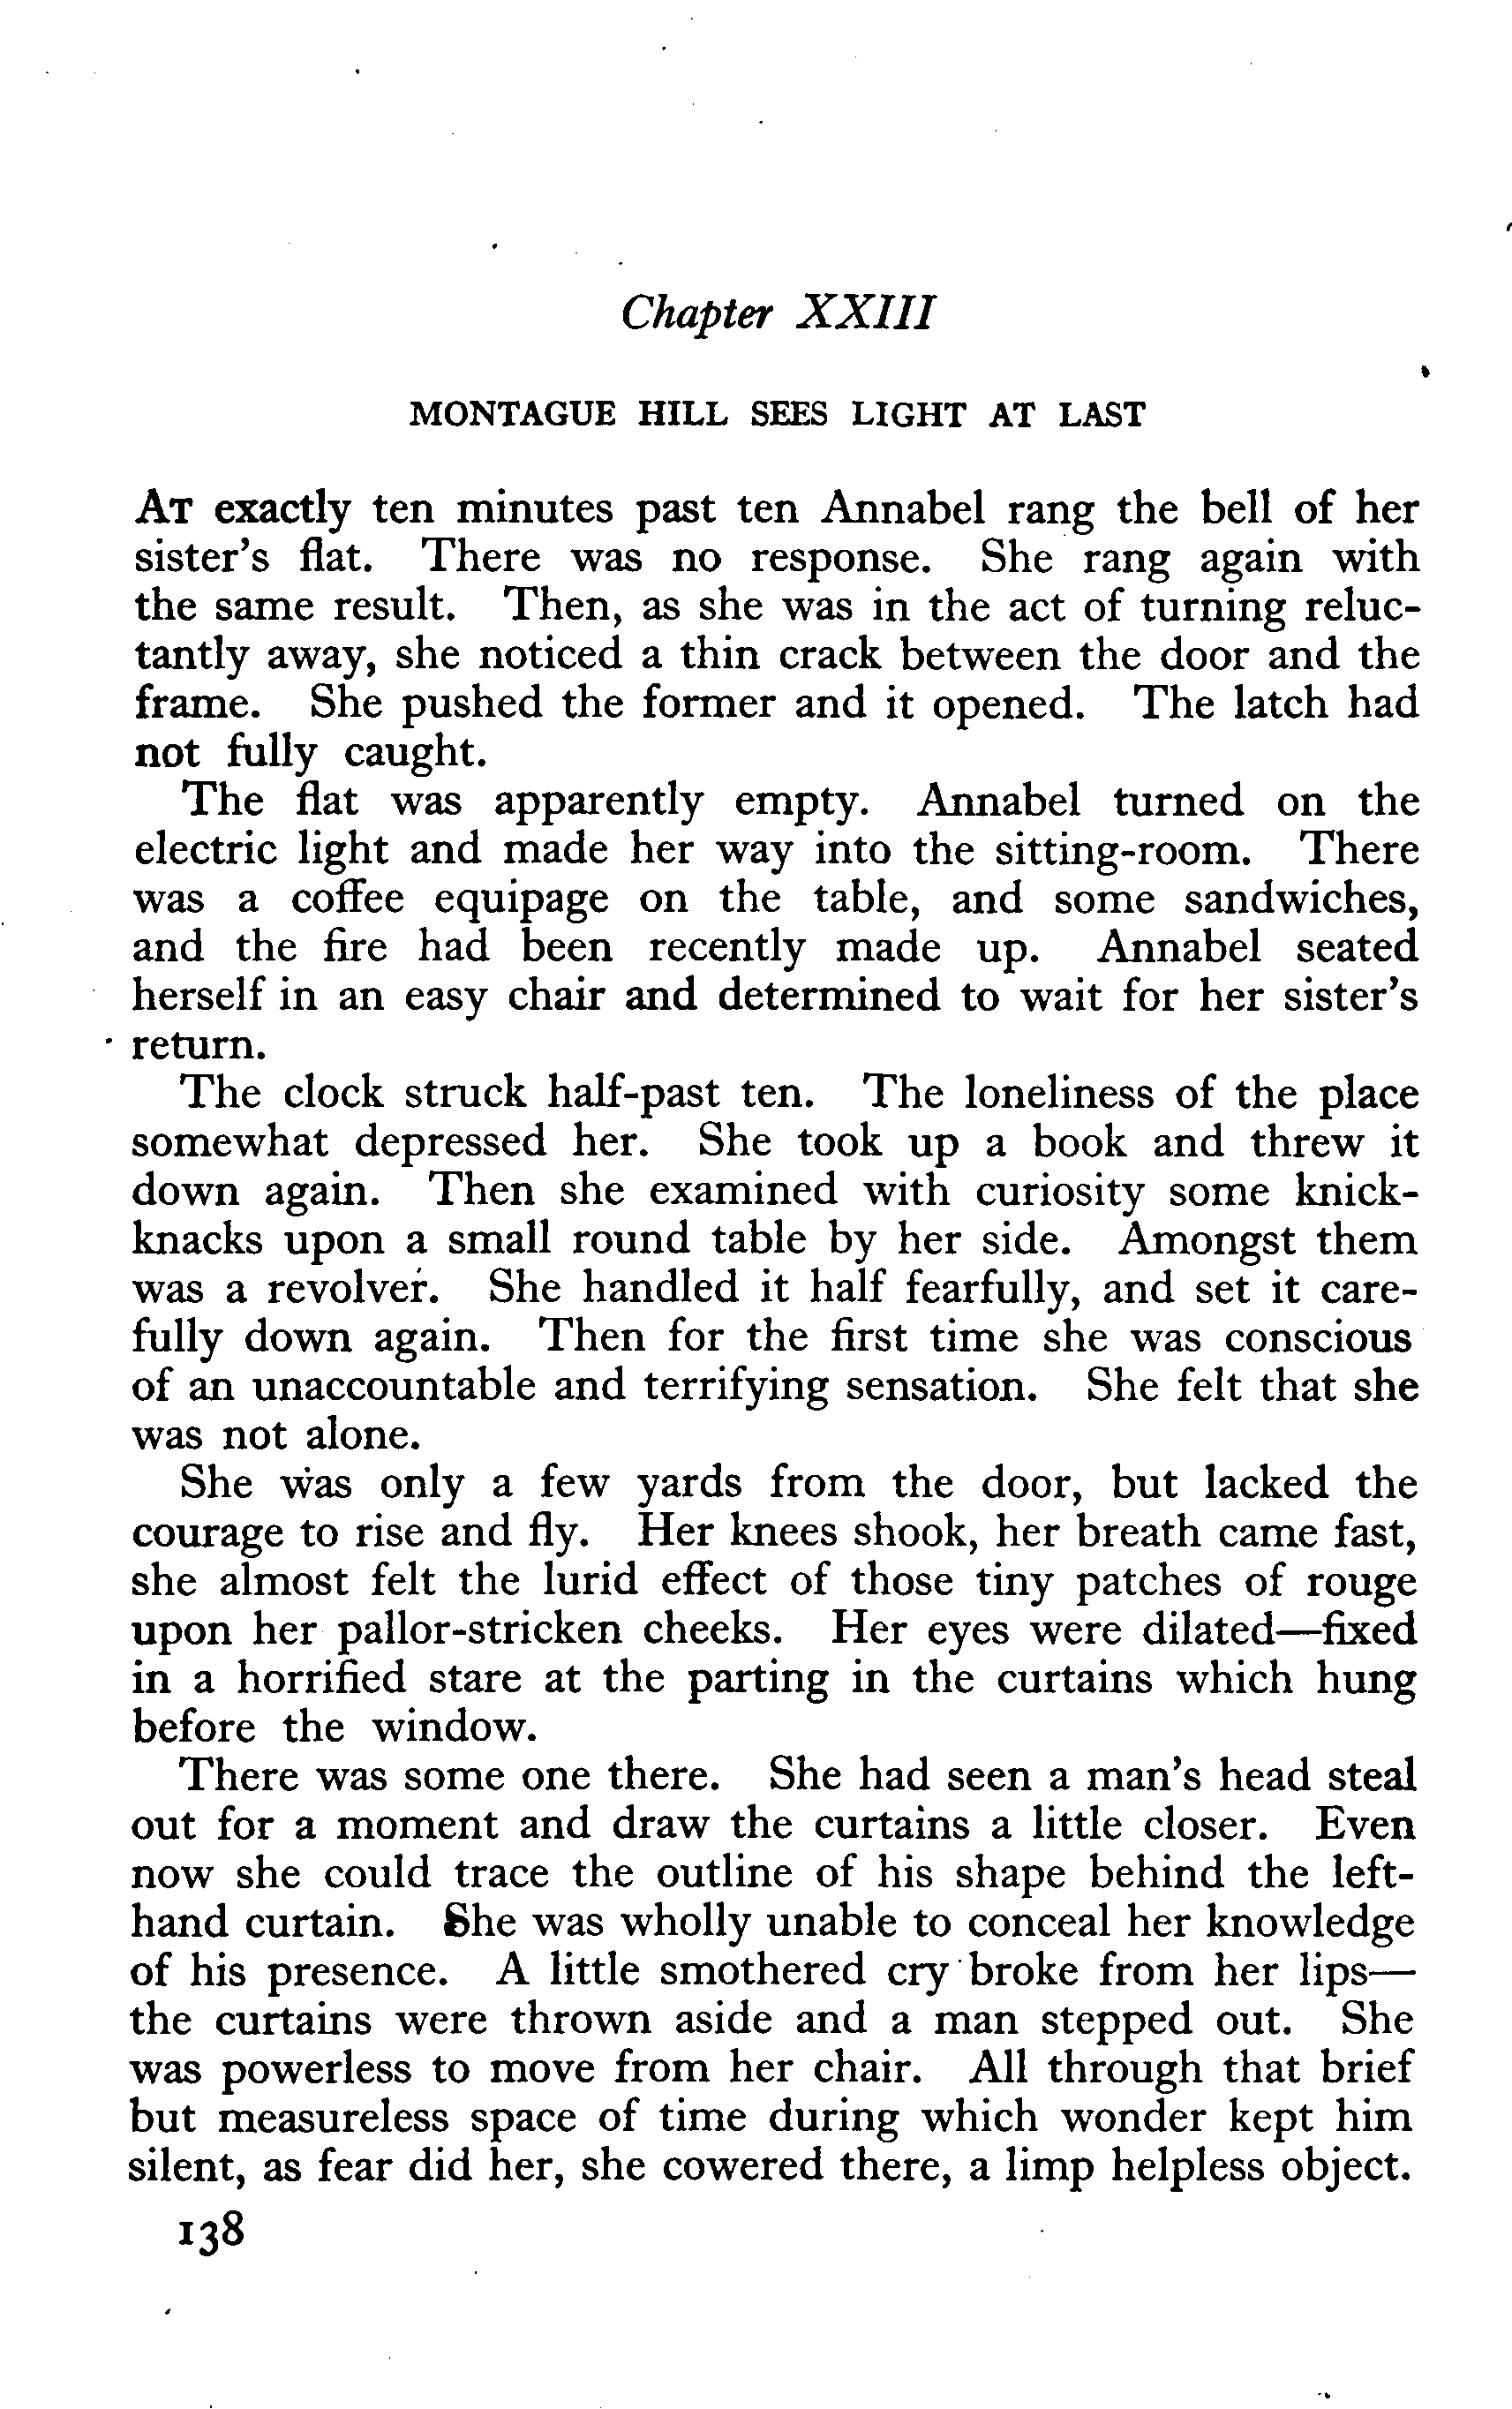 Chapter XXIII
MONTAGUE HILL SEES LIGHT AT LAST
At exactly ten minutes past ten Annabel rang the bell of her
sister's flat. There was no response. She rang again with
the same result. Then, as she was in the act of turning reluc-
tantly away, she noticed a thin crack between the door and the
frame. She pushed the former and it opened. The latch had
not fully caught.
The flat was apparently empty. Annabel turned on the
electric light and made her way into the sitting-room. There
was a coffee equipage on the table, and some sandwiches,
and the fire had been recently made up. Annabel seated
herself in an easy chair and determined to wait for her sister's
return.
The clock struck half-past ten. The loneliness of the place
somewhat depressed her. She took up a book and threw it
down again. Then she examined with curiosity some knick-
knacks upon a small round table by her side. Amongst them
was a revolver. She handled it half fearfully, and set it care-
fully down again. Then for the first time she was conscious
of an unaccountable and terrifying sensation. She felt that she
was not alone.
She was only a few yards from the door, but lacked the
courage to rise and fly. Her knees shook, her breath came fast,
she almost felt the lurid effect of those tiny patches of rouge
upon her pallor-stricken cheeks. Her eyes were dilated—fixed
in a horrified stare at the parting in the curtains which hung
before the window.
There was some one there. She had seen a man's head steal
out for a moment and draw the curtains a little closer. Even
now she could trace the outline of his shape behind the left-
hand curtain. She was wholly unable to conceal her knowledge
of his presence. A little smothered cry broke from her lips—
the curtains were thrown aside and a man stepped out. She
was powerless to move from her chair. All through that brief
but measureless space of time during which wonder kept him
silent, as fear did her, she cowered there, a limp helpless object.
138